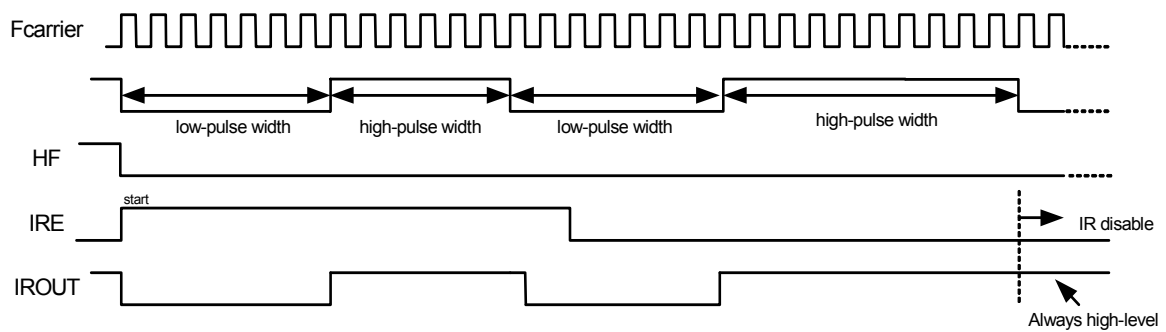 Fcarrier
low-pulse width high-pulse width low-pulse width high-pulse width
HF
start
IRE
IR disable
IROUT
Always high-level